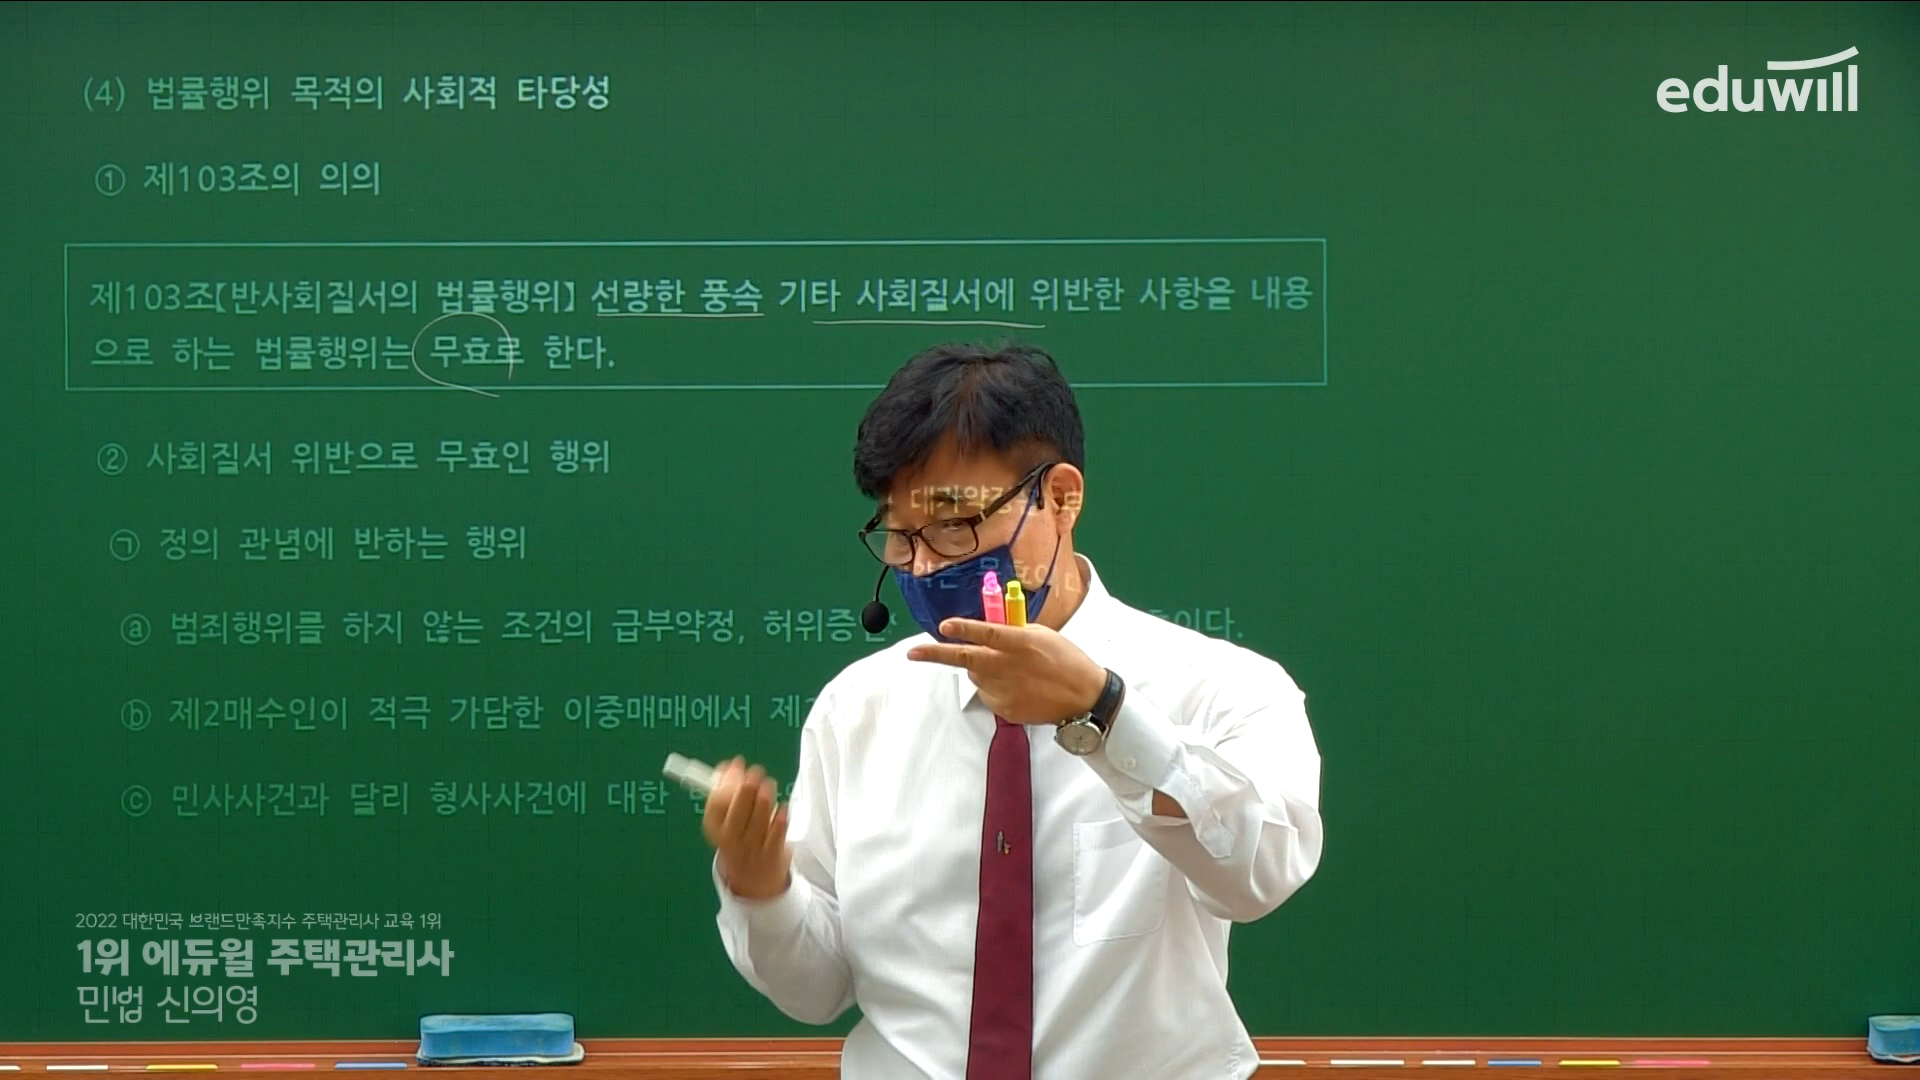 eduwill
(4) 법률행위 목적의 사회적 타당성
① 제103조의 의의
제103조【반사회질서의 법률행위】 선량한 풍속 기타 사회질서에 위반한 사항을 내용
으로 하는 법률행위는 무효로 한다.
② 사회질서 위반으로 무효인 행위
㉠ 정의 관념에 반하는 행위
대가약정
ⓐ 범죄행위를 하지 않는 조건의 급부약정, 허위증 이다.
ⓑ 제2매수인이 적극 가담한 이중매매에서
ⓒ 민사사건과 달리 형사사건에 대한
2022 대한민국 브랜드만족지수 주택관리사 교육 1위
1위 에듀윌 주택관리사
민법 신의영